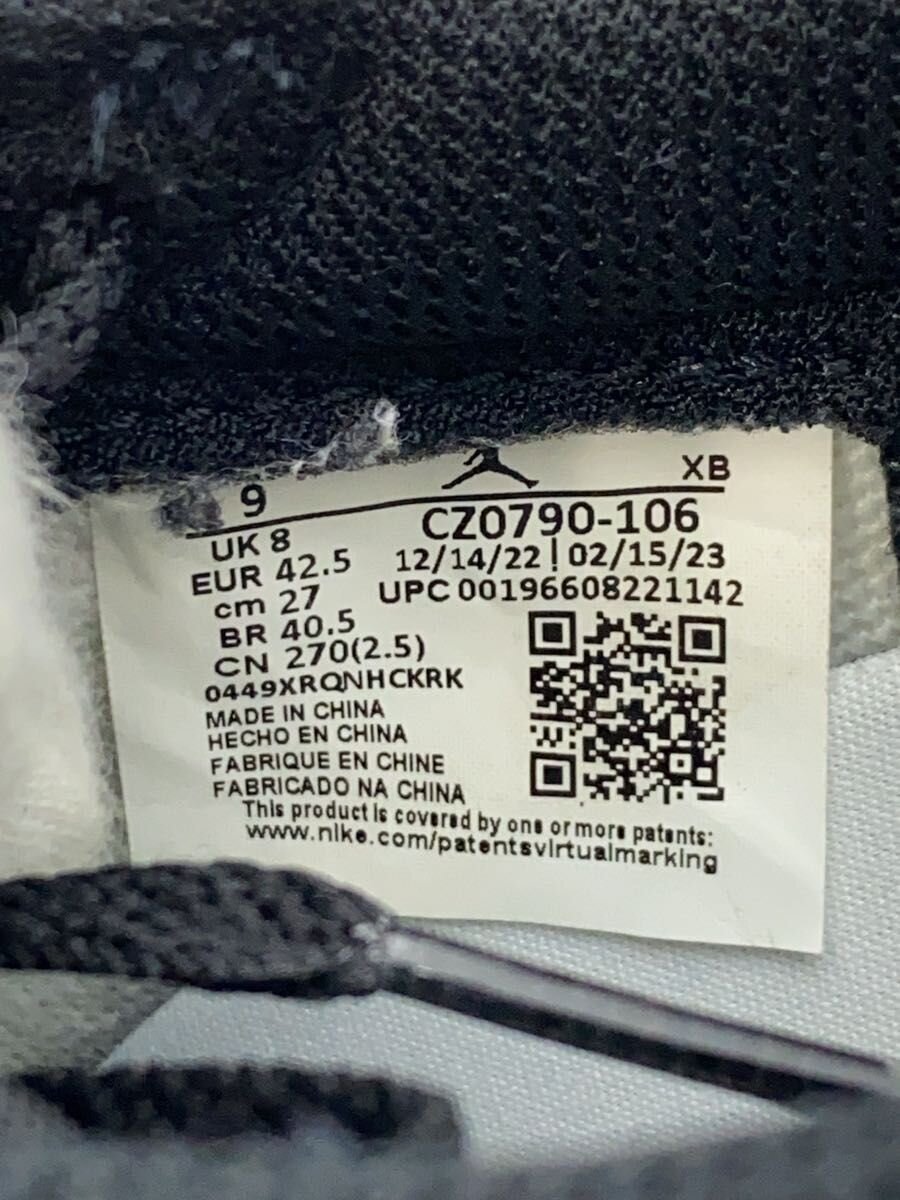 XB
9
CZ0790-106
UK 8
12/14/22 | 02/15/23
EUR 42.5
UPC 00196608221142
cm 27
BR 40.5
CN 270(2.5)
0449XRQNHCKRK
MADE IN CHINA
HECHO EN CHINA
FABRIQUE EN CHINE
FABRICADO NA CHINA
This product is covered by one or more patents:
www.nike.com/patentsvirtualmarking